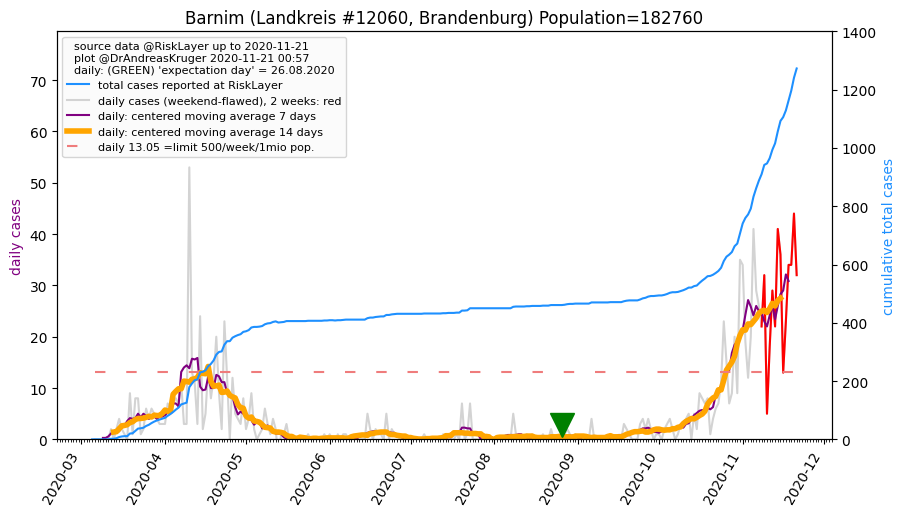 Barnim (Landkreis #12060, Brandenburg) Population=182760
source data @RiskLayer up to 2020-11-21
plot @DrAndreasKruger 2020-11-21 00:57
daily: (GREEN) 'expectation day' = 26.08.2020
total cases reported at RiskLayer
daily cases (weekend-flawed), 2 weeks: red
daily: centered moving average 7 days
daily: centered moving average 14 days
daily 13.05 =limit 500/week/1mio pop.
daily cases
70
60
50
40
30
20
10
0
cumulative total cases
1400
1200
1000
800
600
400
200
0
2020-03
2020-04
2020-05
2020-06
2020-07
2020-08
2020-09
2020-10
2020-11
2020-12